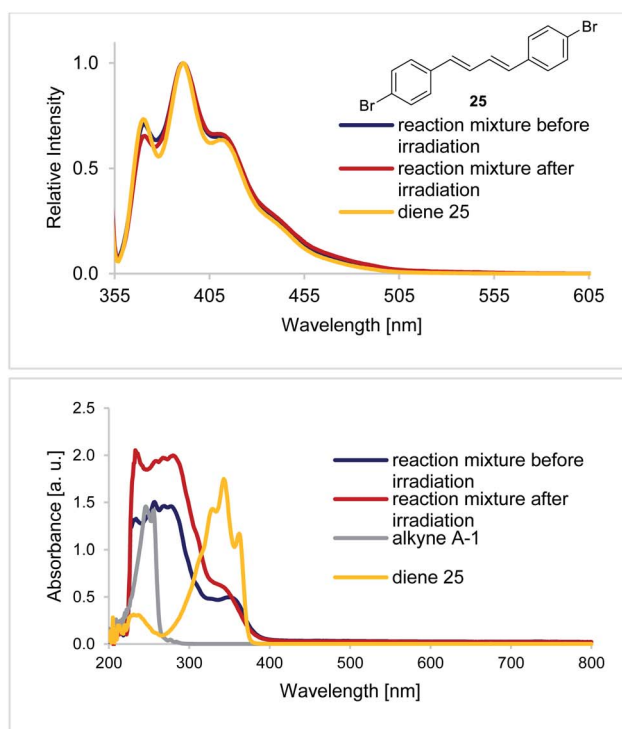 1.0
0.5
0.0
Relative Intensity
355 405 455 505 555 605
Wavelength [nm]
Br
Br
25
reaction mixture before
irradiation
reaction mixture after
irradiation
diene 25
2.5
2.0
1.5
1.0
0.5
0.0
Absorbance [a. u.]
200 300 400 500 600 700 800
Wavelength [nm]
reaction mixture before
irradiation
reaction mixture after
irradiation
alkyne A-1
diene 25